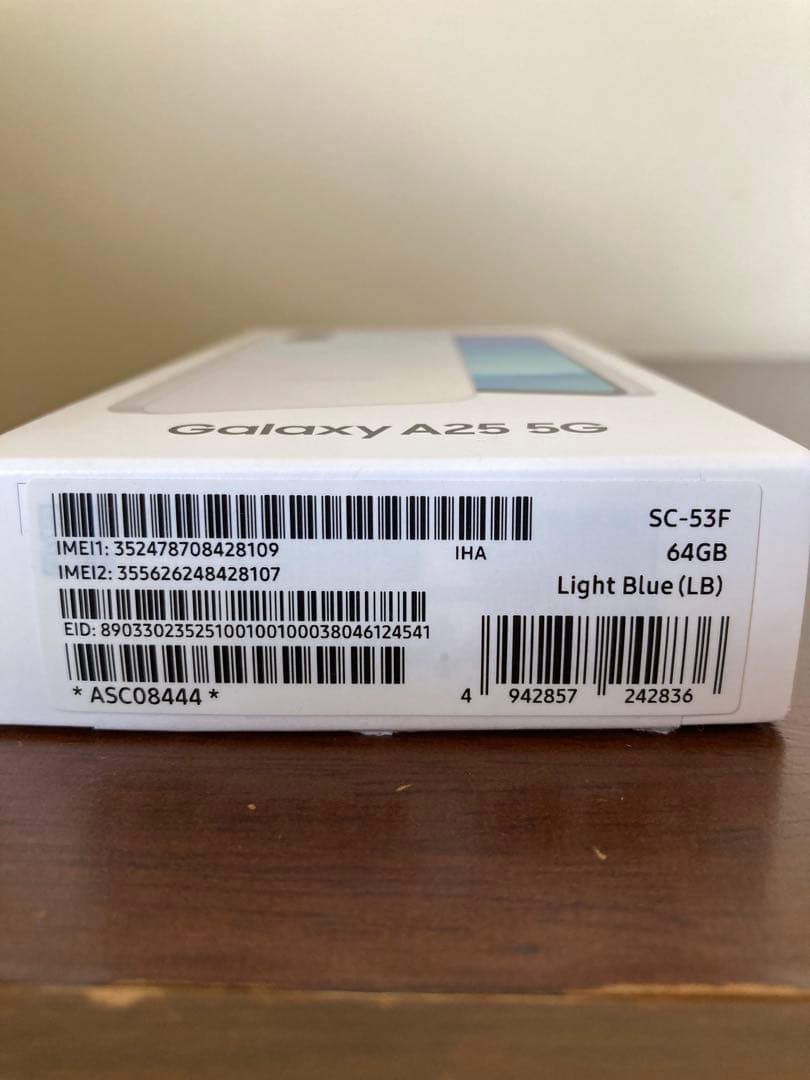 Galaxy A25 5G
IMEI1: 352478708428109
IHA
IMEI2: 355626248428107
EID: 89033023525100100100038046124541
* ASC08444 *
SC-53F
64GB
Light Blue (LB)
4 942857 242836